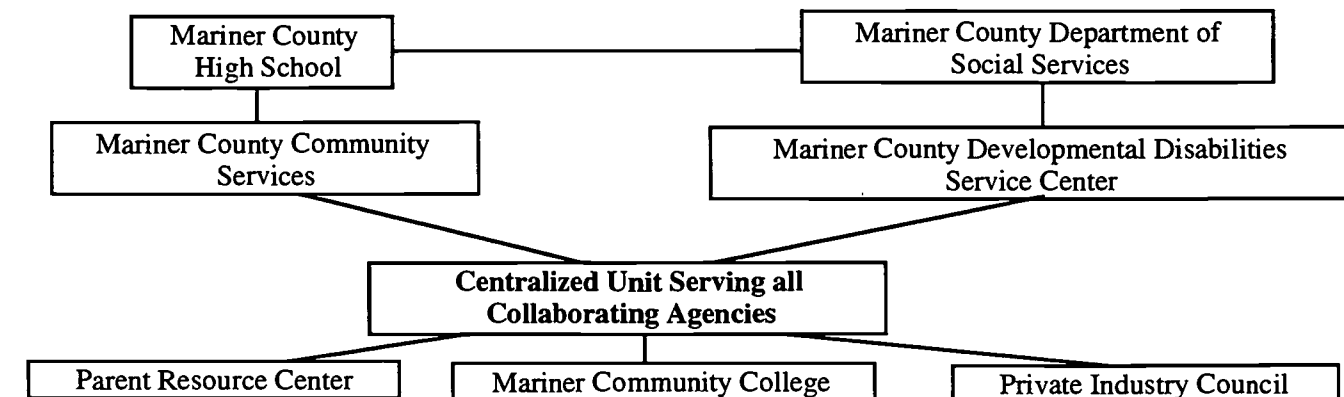 Mariner County
High School
Mariner County Department of
Social Services
Mariner County Community
Services
Mariner County Developmental Disabilities
Service Center
Centralized Unit Serving all
Collaborating Agencies
Parent Resource Center
Mariner Community College
Private Industry Council